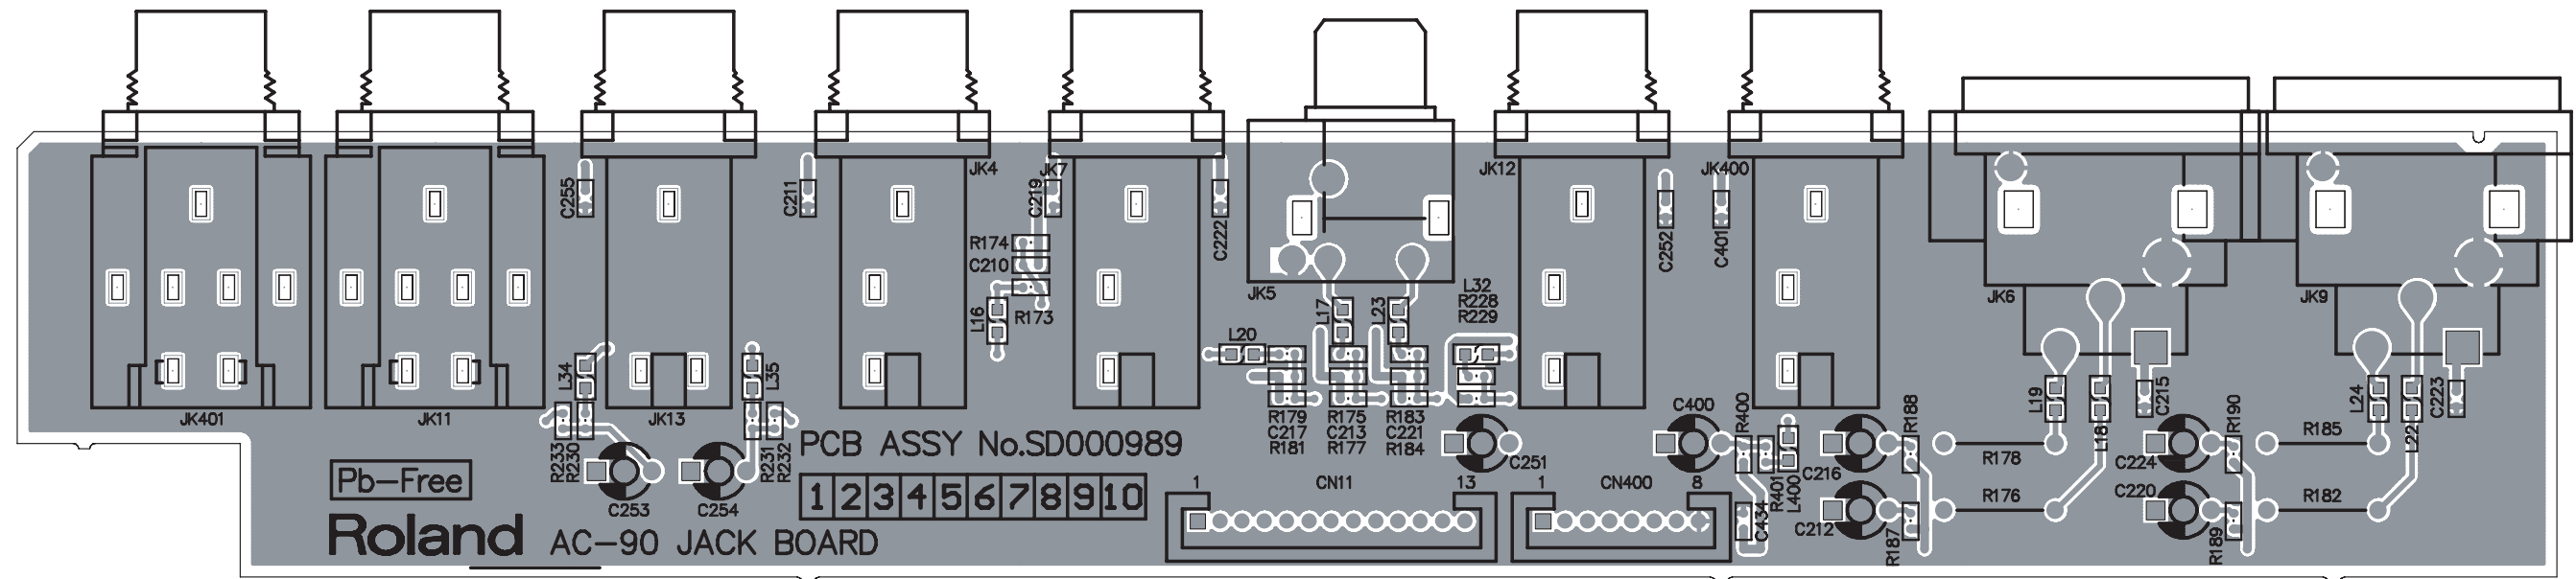 JK4
JK7
JK12
JK400
C255
C211
C219
C222
C252
C401
R174
C210
R173
L16
JK5
L17
L23
L32
R228
R229
JK6
JK9
L20
L34
L35
L19
L18
C215
L24
L22
C223
JK401
JK11
JK13
R179
C217
R181
R175
C213
R177
R183
C221
R184
C400
R400
R188
R190
R185
R178
R233
R230
R231
R232
PCB ASSY No.SD000989
C251
R401
L400
C216
C224
Pb-Free
1 2 3 4 5 6 7 8 9 10
1 CN11 13
1 CN400 8
C253
C254
C434
C212
R176
C220
R182
R187
R189
Roland AC-90 JACK BOARD